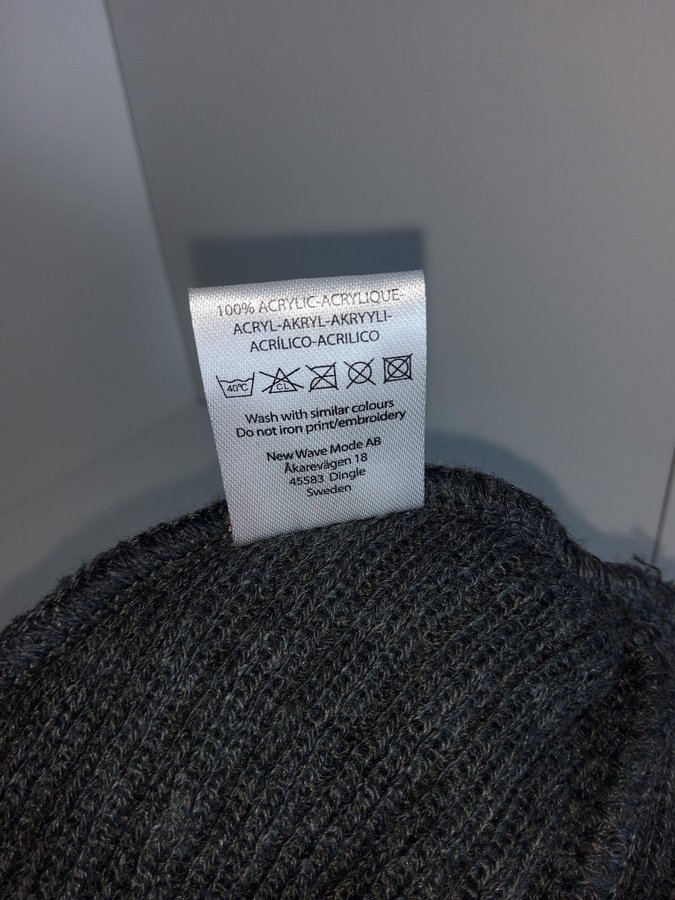 100% ACRYLIC-ACRYLIQUE-
ACRYL-AKRYL-AKRYYLI-
ACRÍLICO-ACRILICO
40°C CL
Wash with similar colours
Do not iron print/embroidery
New Wave Mode AB
Åkarevägen 18
45583 Dingle
Sweden